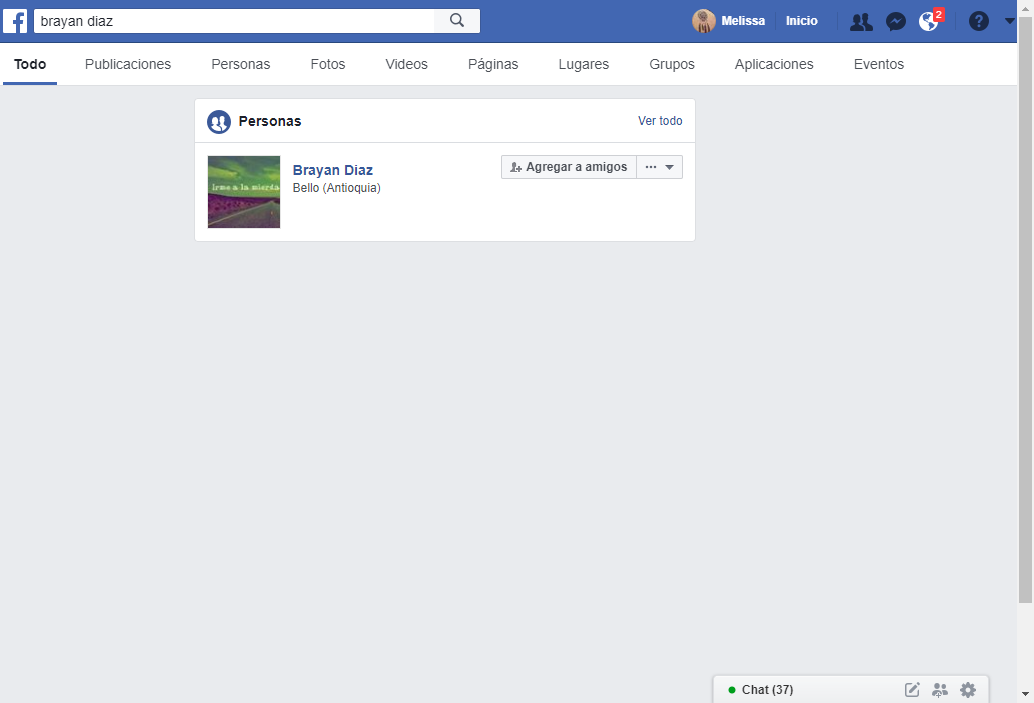 brayan diaz
Melissa
Inicio
2
Todo
Publicaciones
Personas
Fotos
Videos
Páginas
Lugares
Grupos
Aplicaciones
Eventos
Personas
Ver todo
irme a la mierda
Brayan Diaz
Bello (Antioquia)
Agregar a amigos
Chat (37)